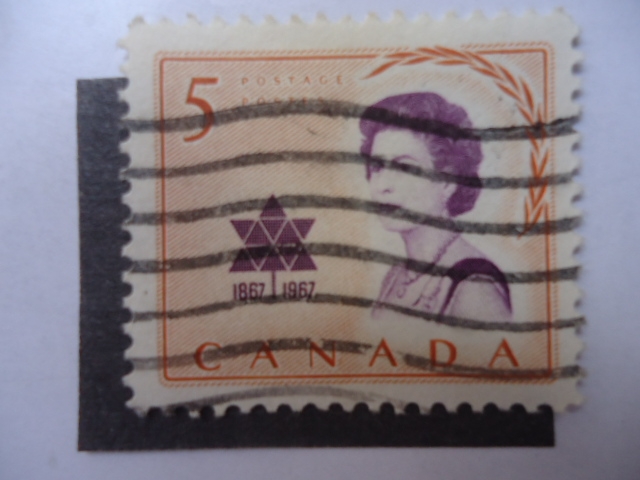 5
POSTAGE
POSTES
1867 1967
CANADA